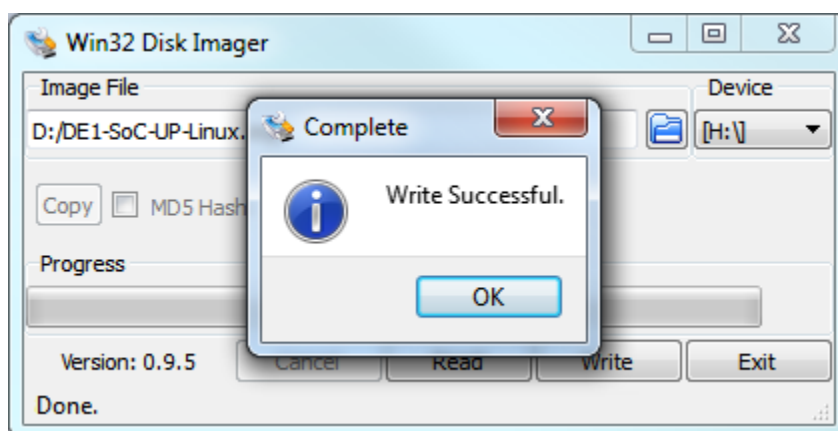 Win32 Disk Imager
Image File
Device
D:/DE1-SoC-UP-Linux.
[H:\]
Complete
Write Successful.
OK
Copy
MD5 Hash
Progress
Version: 0.9.5
Cancel
Read
Write
Exit
Done.